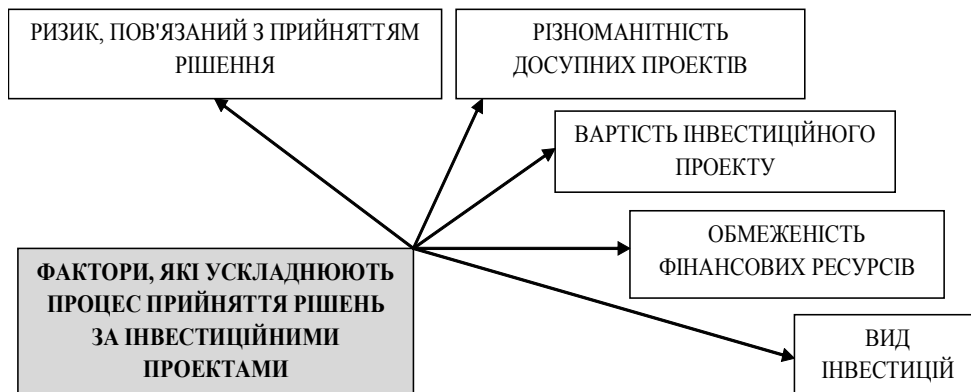 РИЗИК, ПОВ'ЯЗАНИЙ З ПРИЙНЯТТЯМ
РІШЕННЯ
РІЗНОМАНІТНІСТЬ
ДОСУПНИХ ПРОЕКТІВ
ВАРТІСТЬ ІНВЕСТИЦІЙНОГО
ПРОЕКТУ
ОБМЕЖЕНІСТЬ
ФІНАНСОВИХ РЕСУРСІВ
ФАКТОРИ, ЯКІ УСКЛАДНЮЮТЬ
ПРОЦЕС ПРИЙНЯТТЯ РІШЕНЬ
ЗА ІНВЕСТИЦІЙНИМИ
ПРОЕКТАМИ
ВИД
ІНВЕСТИЦІЙ